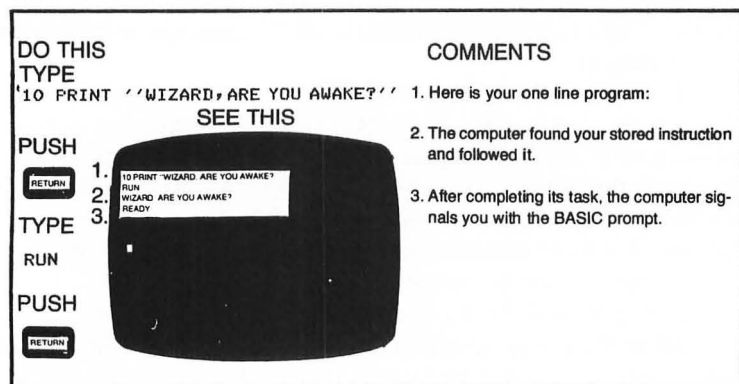 DO THIS
TYPE
'10 PRINT ´´WIZARD,ARE YOU AWAKE?´´
SEE THIS
PUSH
RETURN
TYPE
RUN
PUSH
RETURN
1. 10 PRINT "WIZARD. ARE YOU AWAKE?
RUN
2. WIZARD ARE YOU AWAKE?
3. READY
COMMENTS
1. Here is your one line program:
2. The computer found your stored instruction
and followed it.
3. After completing its task, the computer sig-
nals you with the BASIC prompt.